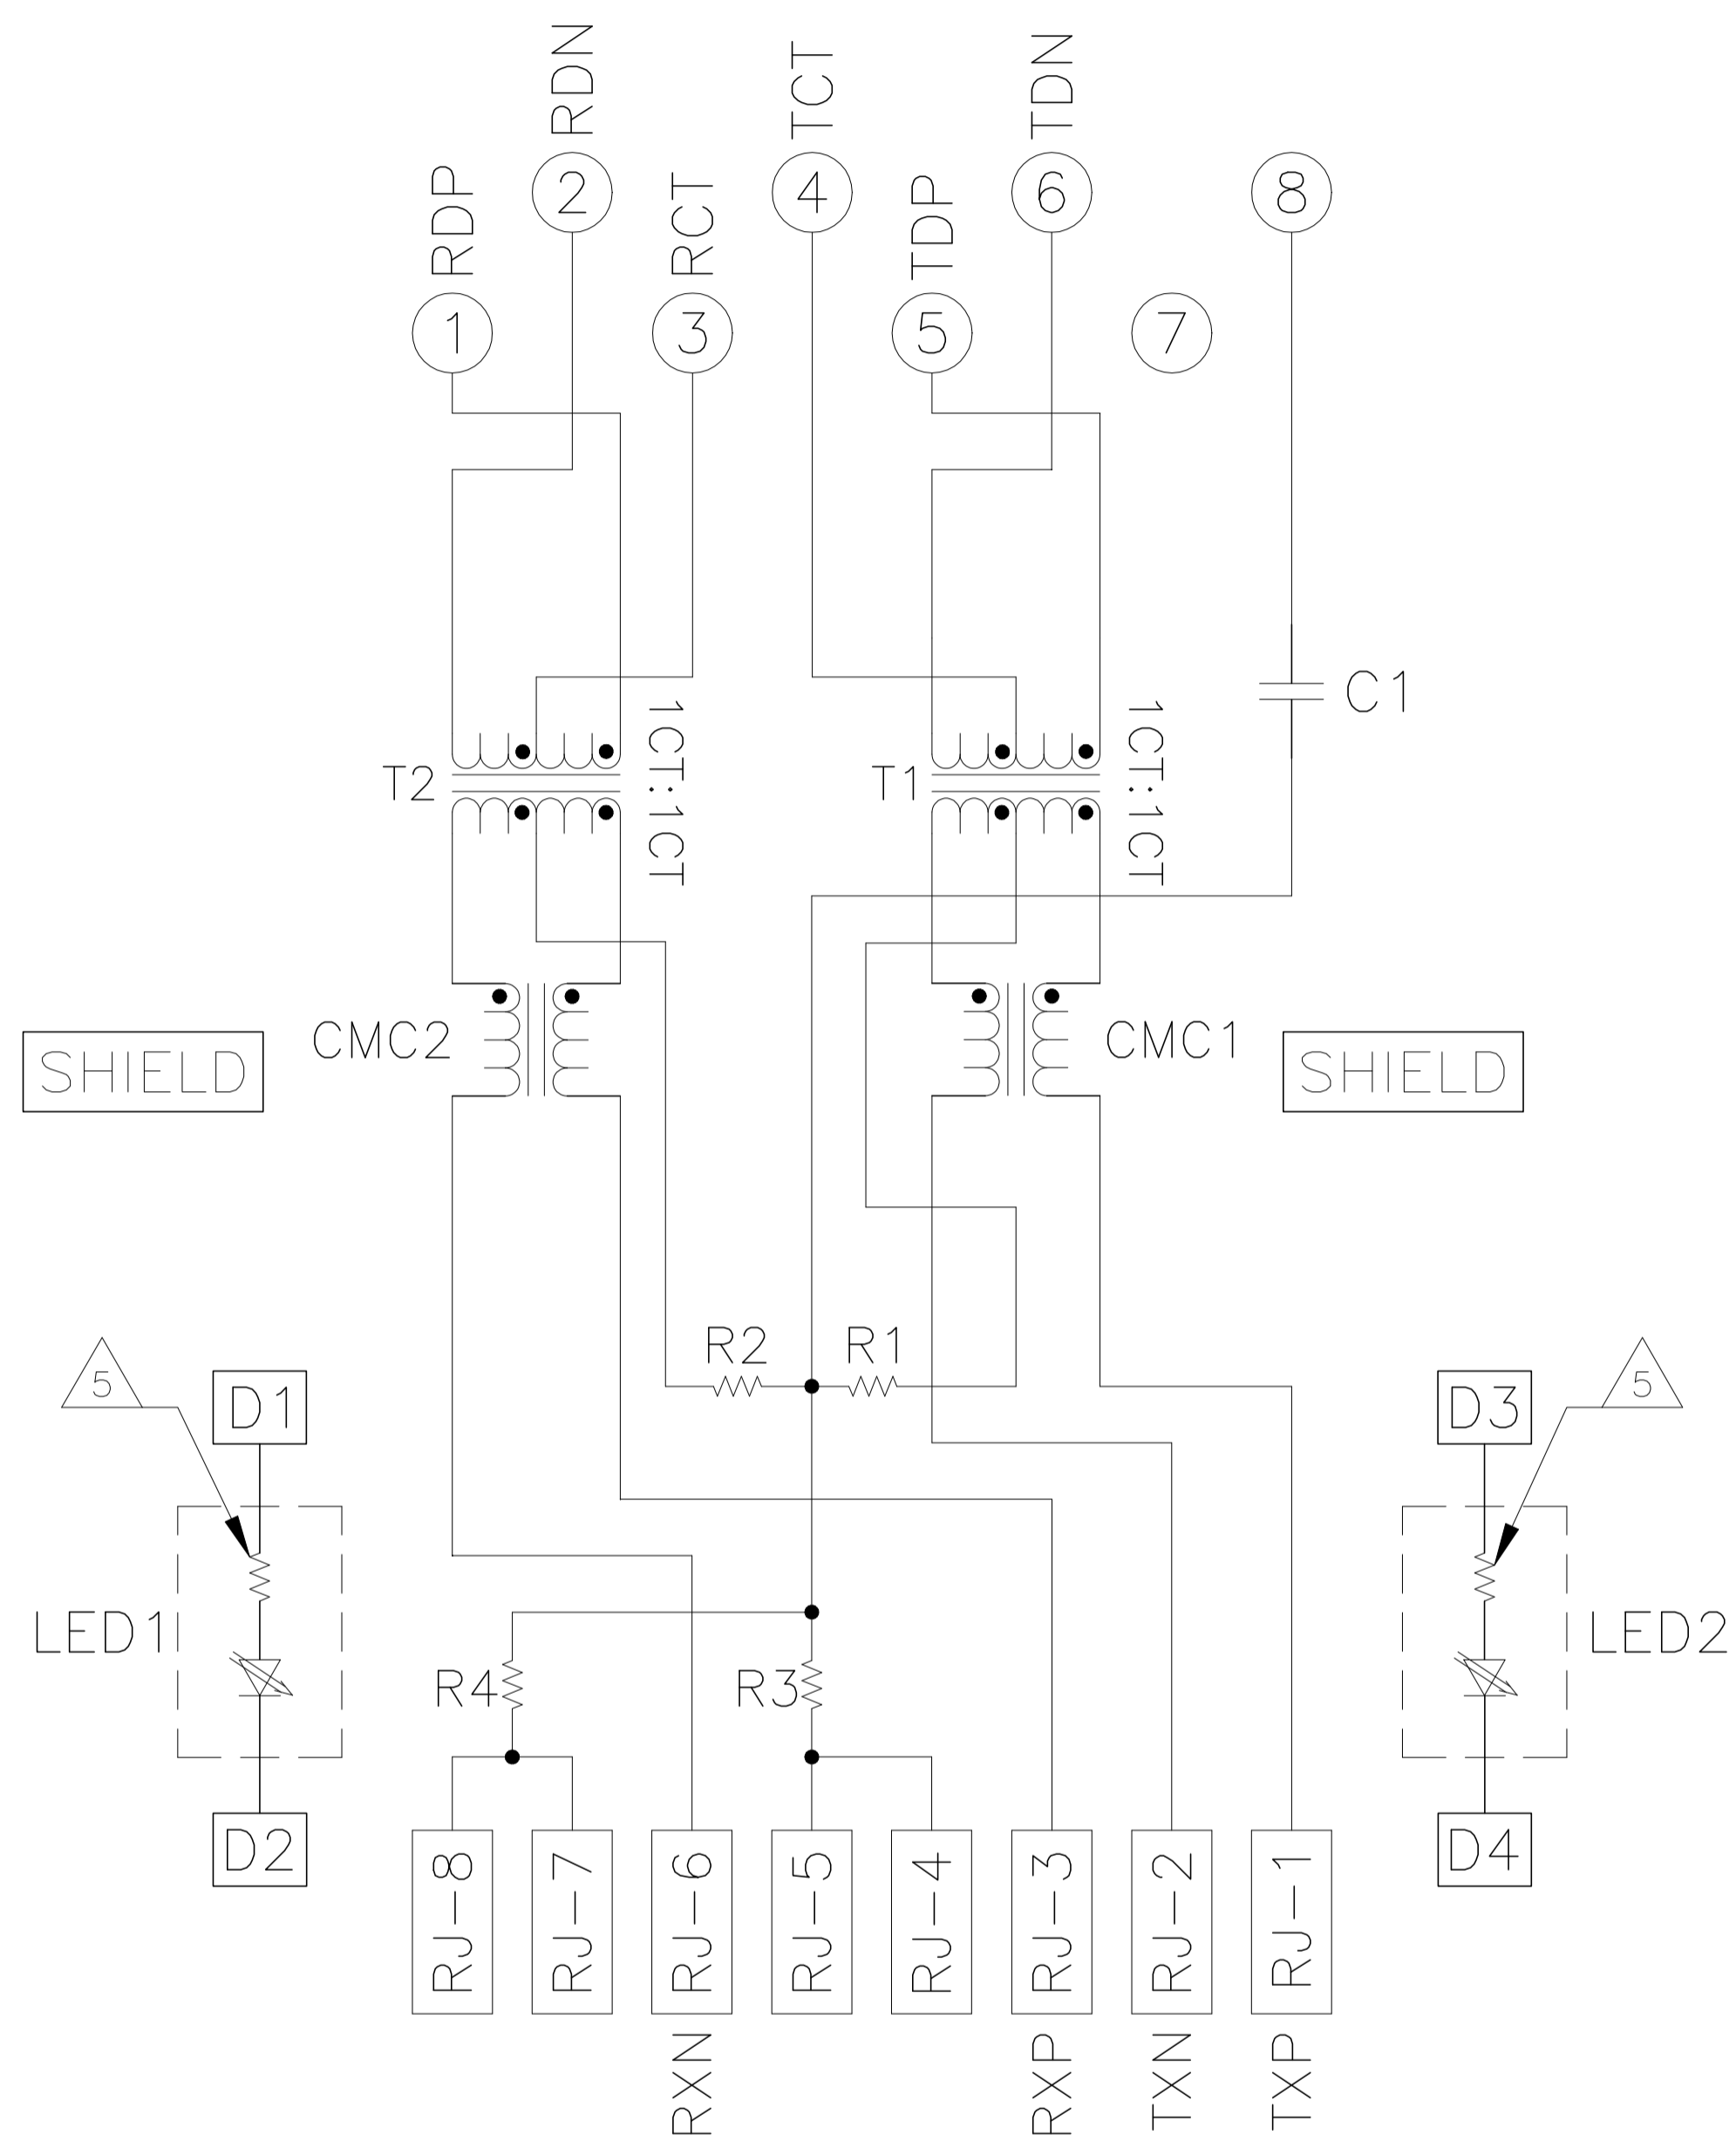 RDN
TCT
TDN
RDP
2
RCT
4
TDP
6
8
1
3
5
7
C1
T2
1CT:1CT
T1
1CT:1CT
CMC2
CMC1
SHIELD
SHIELD
R2
R1
5
D1
D3
5
LED1
LED2
R4
R3
D2
D4
RJ-8
RJ-7
RJ-6
RJ-5
RJ-4
RJ-3
RJ-2
RJ-1
RXN
RXP
TXN
TXP